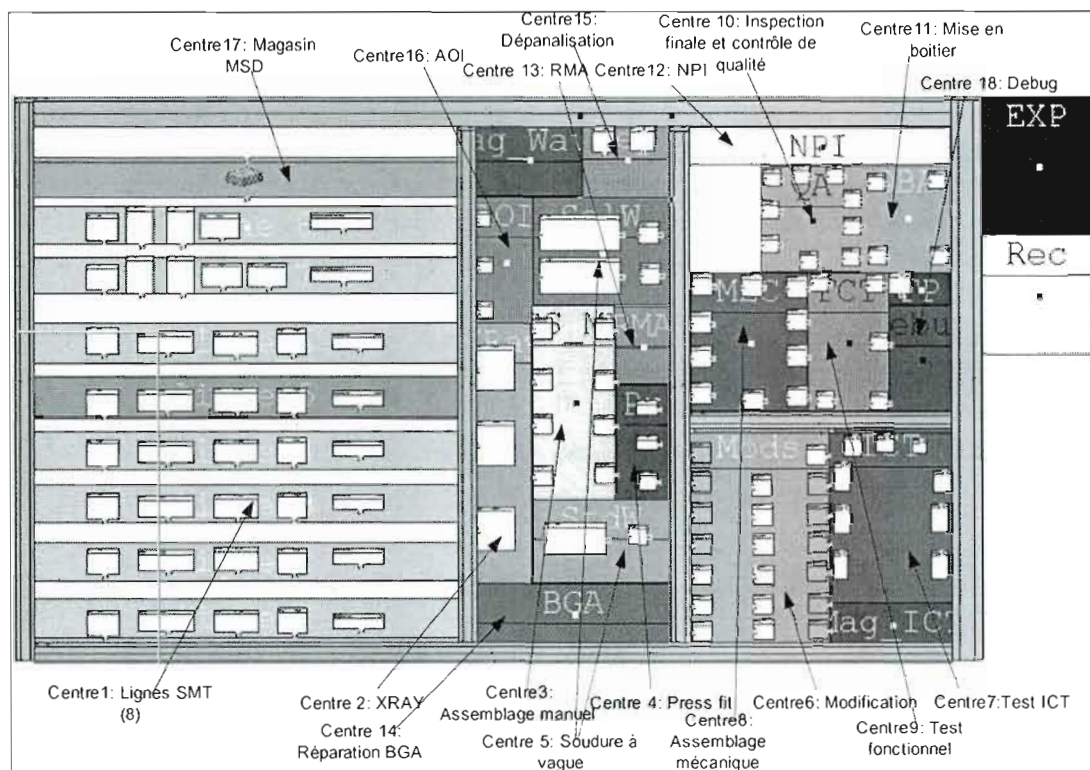 Centre17: Magasin
MSD
Centre16: AOI
Centre15:
Dépanalisation
Centre 13: RMA
Centre12: NPI
Centre 10: Inspection
finale et contrôle de
qualité
Centre11: Mise en
boitier
Centre 18: Debug
EXP
Rec
NPI
QA
BGA
Mods
Mag_ICT
Centre1: Lignes SMT
(8)
Centre 2: XRAY
Centre 14:
Réparation BGA
Centre3:
Assemblage manuel
Centre 4: Press fit
Centre 5: Soudure à
vague
Centre8:
Assemblage
mécanique
Centre6: Modification
Centre9: Test
fonctionnel
Centre7:Test ICT